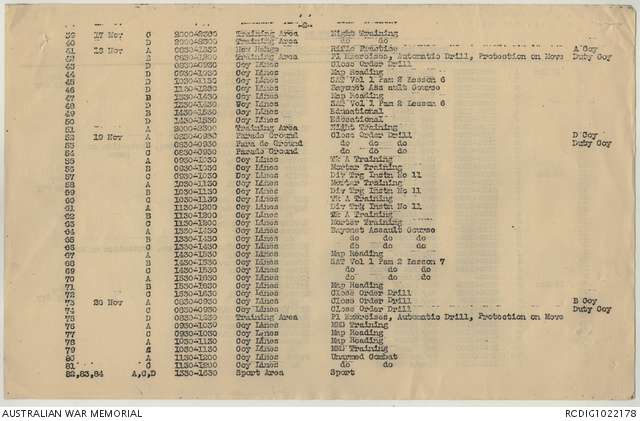 -2-
39 17 Nov C 2000-2300 Training Area Night Training
40 D 2000-2300 Training Area do
41 18 Nov A 0830-1230 New Range Rifle Practice A Coy
42 Training Area Pl Exercises, Automatic Drill, Protection on Move Duty Coy
43 D 0830-0930 Coy Lines Close Order Drill
44 D 0930-1030 Coy Lines Map Reading
45 D 1030-1130 Coy Lines SAT Vol 1 Pam 2 Lesson 6
46 D 1130-1230 Coy Lines Bayonet Assault Course
47 B 1330-1430 Coy Lines Map Reading
48 D 1330-1430 Coy Lines SAT Vol 1 Pam 2 Lesson 6
49 B 1430-1530 Coy Lines Educational
50 D 1430-1530 Coy Lines Educational
51 A 2000-2300 Training Area Night Training
52 19 Nov A 0830-0930 Parade Ground Close Order Drill D Coy
53 B 0830-0930 Parade Ground do do do Duty Coy
54 C 0830-0930 Parade Ground do do do
55 A 0930-1030 Coy Lines TE A Training
56 B 0930-1030 Coy Lines Mortar Training
57 C 0930-1030 Coy Lines Div Trg Instn No 11
58 A 1030-1130 Coy Lines Mortar Training
59 B 1030-1130 Coy Lines Div Trg Instn No 11
60 C 1030-1130 Coy Lines TE A Training
61 A 1130-1200 Coy Lines Div Trg Instn No 11
62 B 1130-1200 Coy Lines TE A Training
63 C 1130-1200 Coy Lines Mortar Training
64 A 1330-1430 Coy Lines Bayonet Assault Course
65 B 1330-1430 Coy Lines do do do
66 C 1330-1430 Coy Lines do do do
67 A 1430-1530 Coy Lines Map Reading
68 B 1430-1530 Coy Lines SAT Vol 1 Pam 2 Lesson 7
69 C 1430-1530 Coy Lines do do do
70 A 1530-1630 Coy Lines do do do
71 B 1530-1630 Coy Lines Map Reading
72 C 1530-1630 Coy Lines Close Order Drill
73 20 Nov A 0830-0930 Coy Lines Close Order Drill B Coy
74 C 0830-0930 Coy Lines Close Order Drill Duty Coy
75 D 0830-1230 Training Area Pl Exercises, Automatic Drill, Protection on Move
76 A 0930-1030 Coy Lines Training
77 C 0930-1030 Coy Lines Map Reading
78 A 1030-1130 Coy Lines Map Reading
79 1030-1130 Coy Lines Training
80 A 1130-1200 Coy Lines Unarmed Combat
81 C 1130-1200 Coy Lines do do
82,83,84 A,C,D 1330-1630 Sport Area Sport
AUSTRALIAN WAR MEMORIAL RCDIG1022178